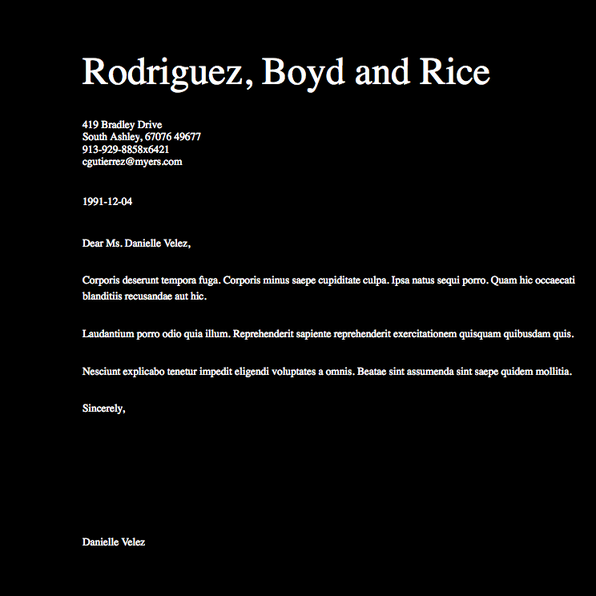 Rodriguez, Boyd and Rice
419 Bradley Drive
South Ashley, 67076 49677
913-929-8858x6421
cgutierrez@myers.com
1991-12-04
Dear Ms. Danielle Velez,
Corporis deserunt tempora fuga. Corporis minus saepe cupiditate culpa. Ipsa natus sequi porro. Quam hic occaecati
blanditiis recusandae aut hic.
Laudantium porro odio quia illum. Reprehenderit sapiente reprehenderit exercitationem quisquam quibusdam quis.
Nesciunt explicabo tenetur impedit eligendi voluptates a omnis. Beatae sint assumenda sint saepe quidem mollitia.
Sincerely,
Danielle Velez